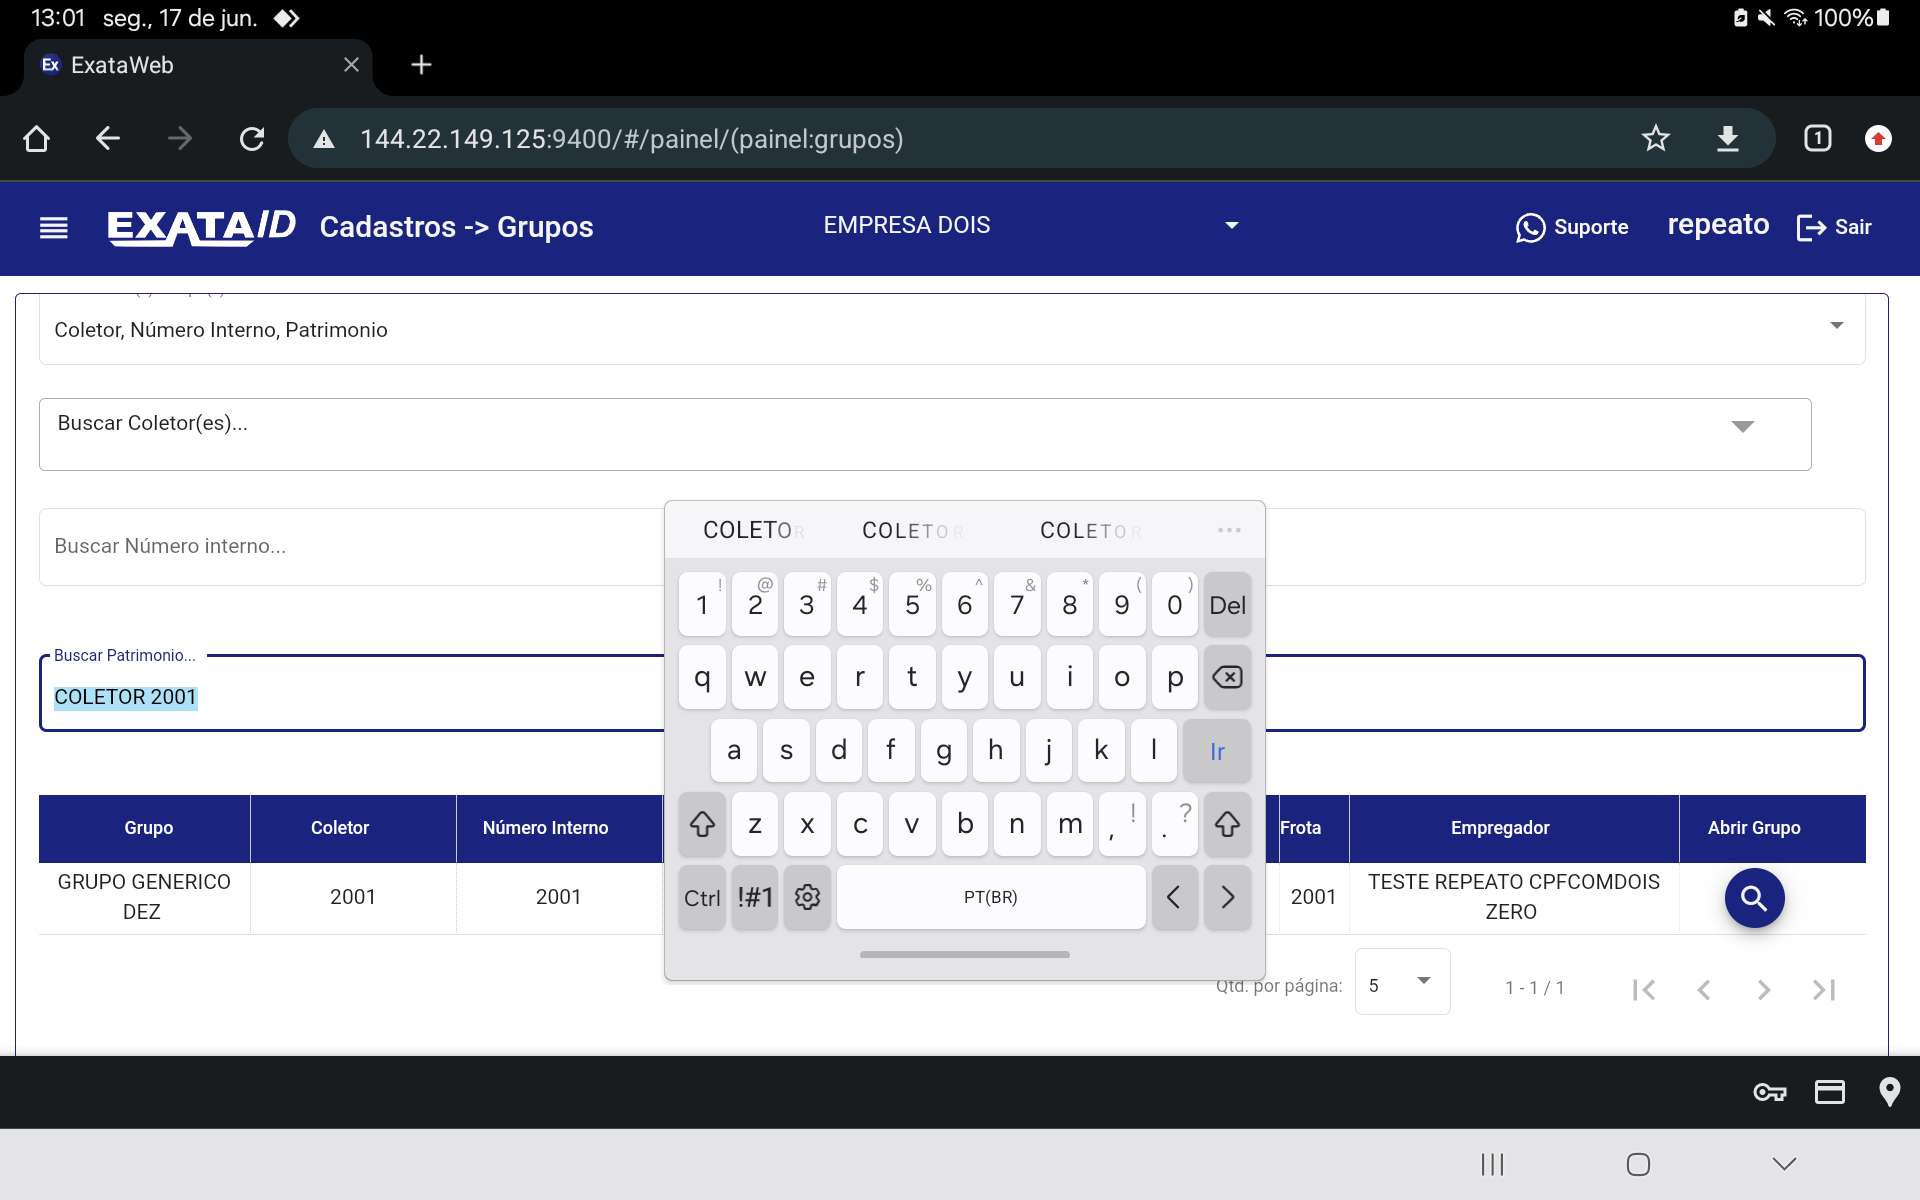 13:01 seg., 17 de jun.
100%
Ex ExataWeb
144.22.149.125:9400/#/painel/(painel:grupos)
1
EXATA/D Cadastros -> Grupos
EMPRESA DOIS
Suporte
repeato
Sair
Coletor, Número Interno, Patrimonio
Buscar Coletor(es)...
Buscar Número interno...
Buscar Patrimonio...
COLETOR 2001
COLETOR COLETOR COLETOR ...
! @ # $ % ^ & * ( )
1 2 3 4 5 6 7 8 9 0 Del
q w e r t y u i o p
a s d f g h j k l Ir
z x c v b n m , ! . ?
Ctrl !#1 PT(BR) < >
Grupo Coletor Número Interno Frota Empregador Abrir Grupo
GRUPO GENERICO DEZ 2001 2001 2001 TESTE REPEATO CPFCOMDOIS ZERO
Qtd. por página: 5 1 - 1 / 1